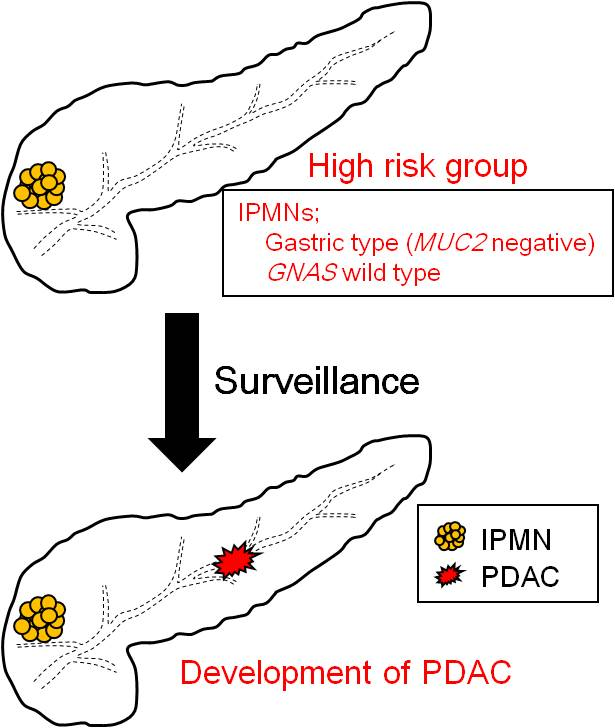 High risk group
IPMNs;
Gastric type (MUC2 negative)
GNAS wild type
Surveillance
IPMN
PDAC
Development of PDAC